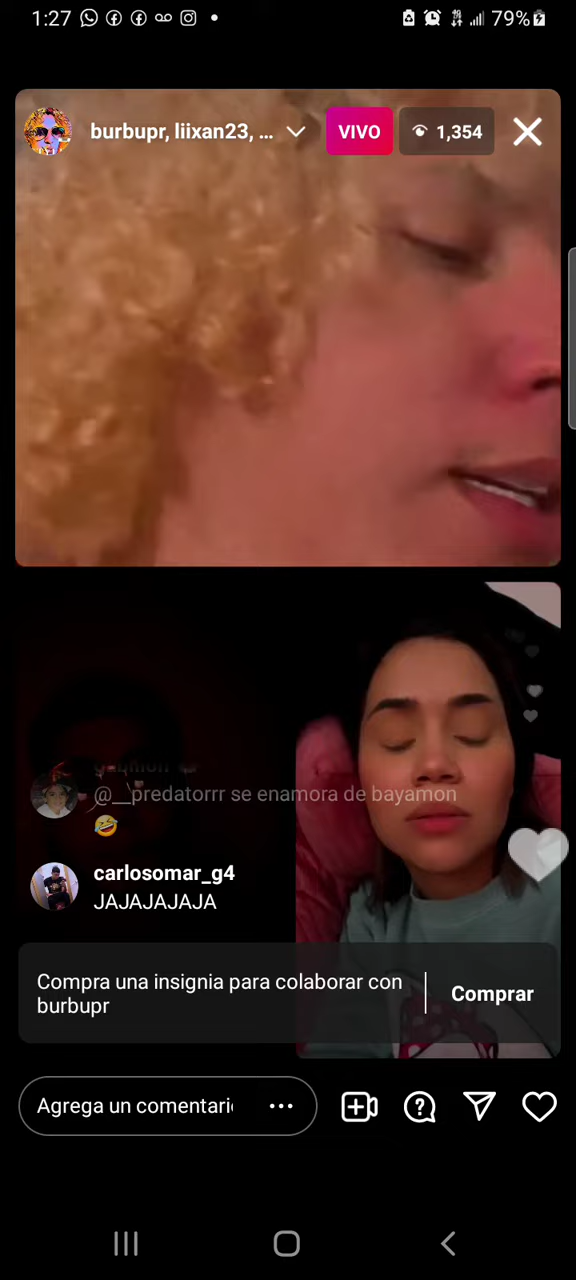 1:27
79%
burbupr, liixan23, ...
VIVO
1,354
@__predatorrr se enamora de bayamon
🤣
carlosomar_g4
JAJAJAJAJA
Compra una insignia para colaborar con
burbupr
Comprar
Agrega un comentari